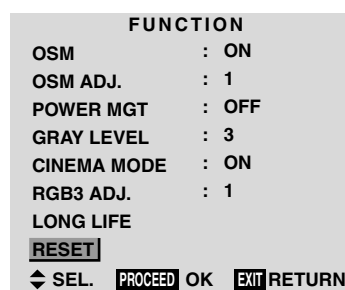 FUNCTION
OSM : ON
OSM ADJ. : 1
POWER MGT : OFF
GRAY LEVEL : 3
CINEMA MODE : ON
RGB3 ADJ. : 1
LONG LIFE
RESET
SEL. PROCEED OK EXIT RETURN